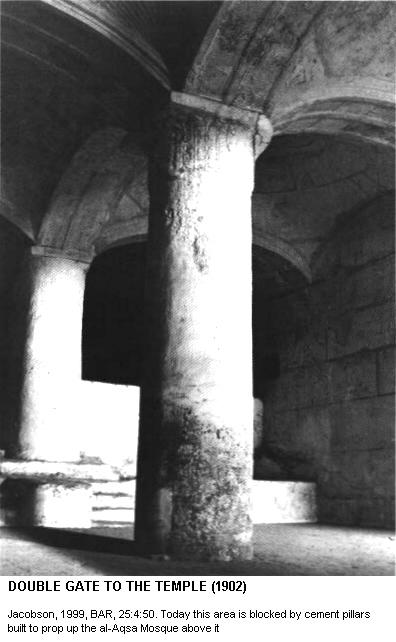 DOUBLE GATE TO THE TEMPLE (1902)
Jacobson, 1999, BAR, 25:4:50. Today this area is blocked by cement pillars
built to prop up the al-Aqsa Mosque above it